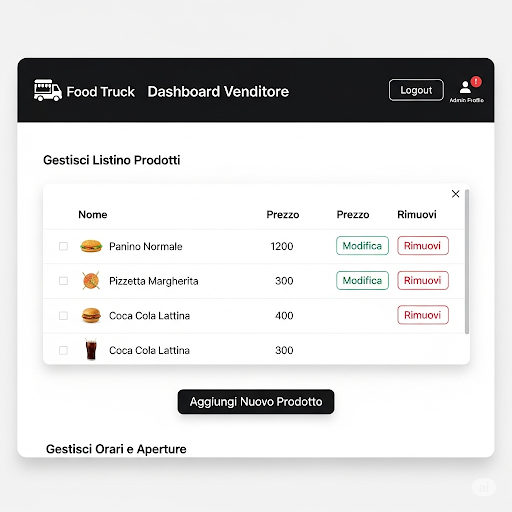 Food Truck Dashboard Venditore Logout !
Admin Profile
Gestisci Listino Prodotti
Nome Prezzo Prezzo Rimuovi
Panino Normale 1200 Modifica Rimuovi
Pizzetta Margherita 300 Modifica Rimuovi
Coca Cola Lattina 400 Rimuovi
Coca Cola Lattina 300
Aggiungi Nuovo Prodotto
Gestisci Orari e Aperture